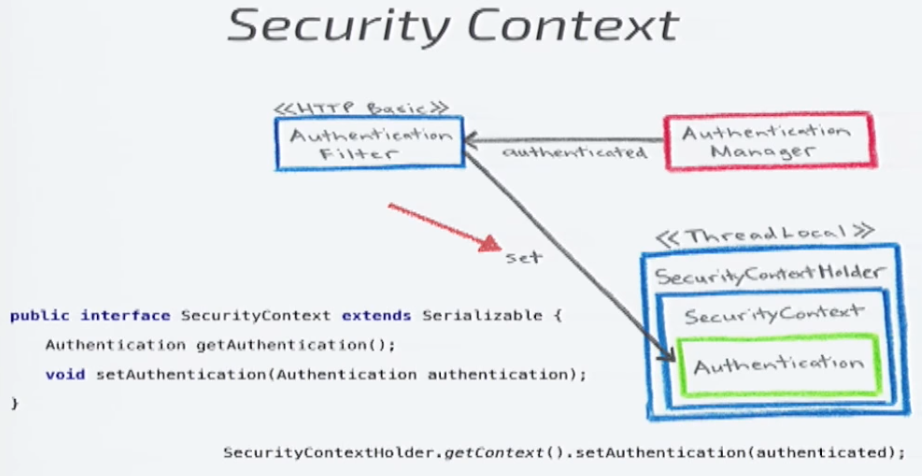 Security Context
<<HTTP Basic>>
Authentication
Filter
authenticated
Authentication
Manager
set
<<ThreadLocal>>
SecurityContextHolder
SecurityContext
Authentication
public interface SecurityContext extends Serializable {
Authentication getAuthentication();
void setAuthentication(Authentication authentication);
}
SecurityContextHolder.getContext().setAuthentication(authenticated);